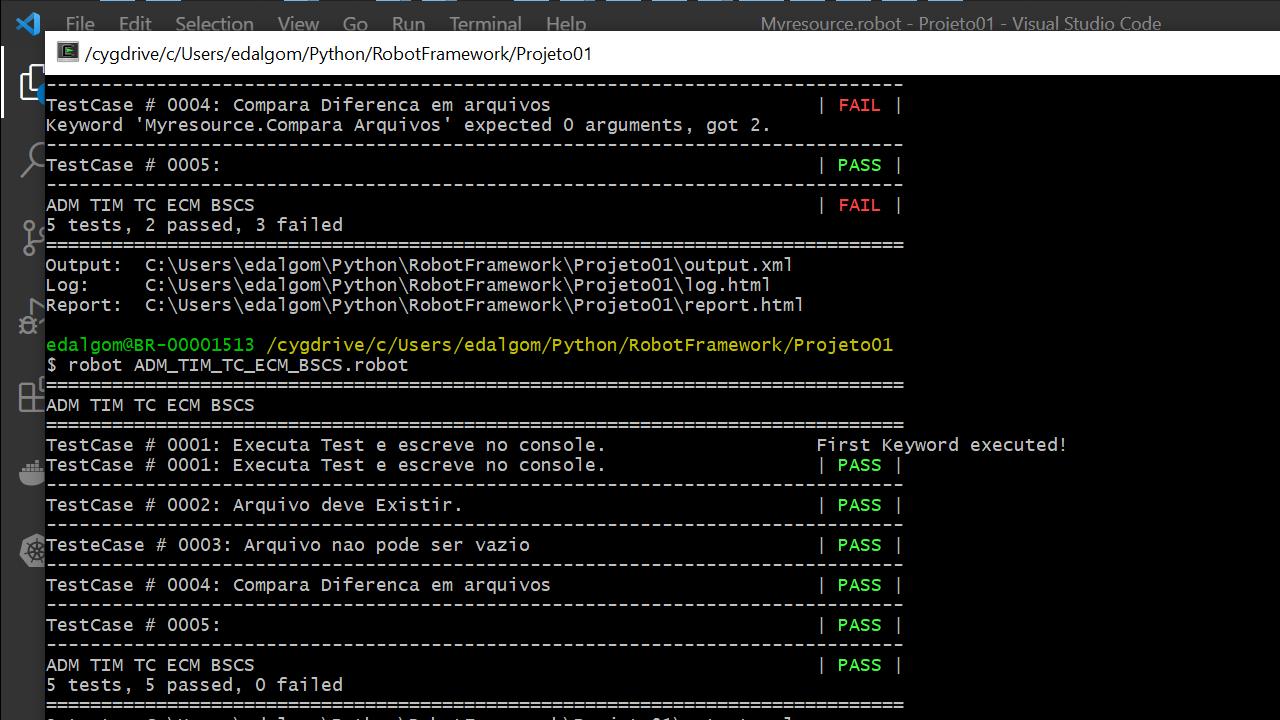 File Edit Selection View Go Run Terminal Help Myresource.robot - Projeto01 - Visual Studio Code
/cygdrive/c/Users/edalgom/Python/RobotFramework/Projeto01
------------------------------------------------------------------------------
TestCase # 0004: Compara Diferenca em arquivos | FAIL |
Keyword 'Myresource.Compara Arquivos' expected 0 arguments, got 2.
------------------------------------------------------------------------------
TestCase # 0005: | PASS |
------------------------------------------------------------------------------
ADM TIM TC ECM BSCS | FAIL |
5 tests, 2 passed, 3 failed
==============================================================================
Output:  C:\Users\edalgom\Python\RobotFramework\Projeto01\output.xml
Log:     C:\Users\edalgom\Python\RobotFramework\Projeto01\log.html
Report:  C:\Users\edalgom\Python\RobotFramework\Projeto01\report.html
edalgom@BR-00001513 /cygdrive/c/Users/edalgom/Python/RobotFramework/Projeto01
$ robot ADM_TIM_TC_ECM_BSCS.robot
==============================================================================
ADM TIM TC ECM BSCS
==============================================================================
TestCase # 0001: Executa Test e escreve no console. First Keyword executed!
TestCase # 0001: Executa Test e escreve no console. | PASS |
------------------------------------------------------------------------------
TestCase # 0002: Arquivo deve Existir. | PASS |
------------------------------------------------------------------------------
TesteCase # 0003: Arquivo nao pode ser vazio | PASS |
------------------------------------------------------------------------------
TestCase # 0004: Compara Diferenca em arquivos | PASS |
------------------------------------------------------------------------------
TestCase # 0005: | PASS |
------------------------------------------------------------------------------
ADM TIM TC ECM BSCS | PASS |
5 tests, 5 passed, 0 failed
==============================================================================